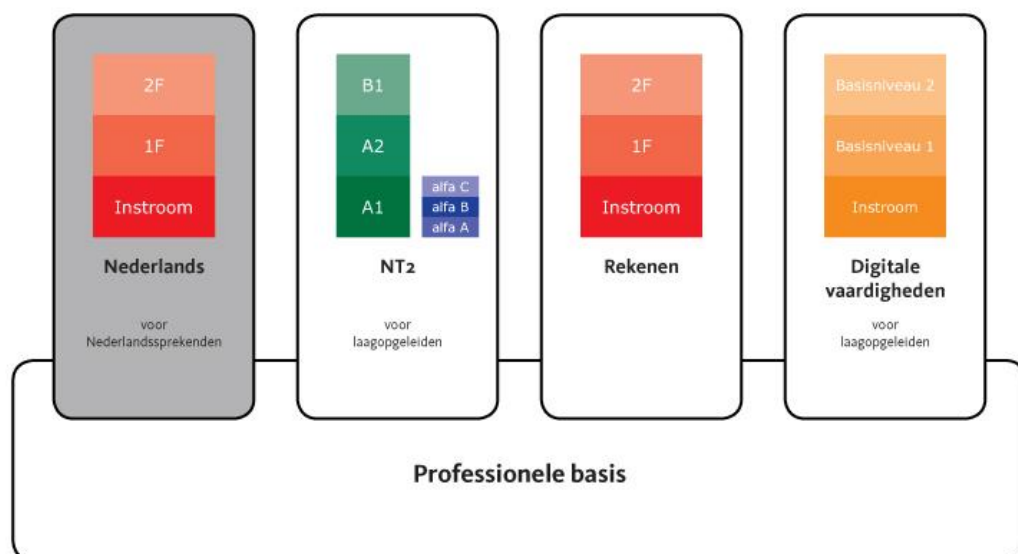 2F
1F
Instroom
Nederlands
voor
Nederlandssprekenden
B1
A2
A1
alfa C
alfa B
alfa A
NT2
voor
laagopgeleiden
2F
1F
Instroom
Rekenen
Basisniveau 2
Basisniveau 1
Instroom
Digitale
vaardigheden
voor
laagopgeleiden
Professionele basis